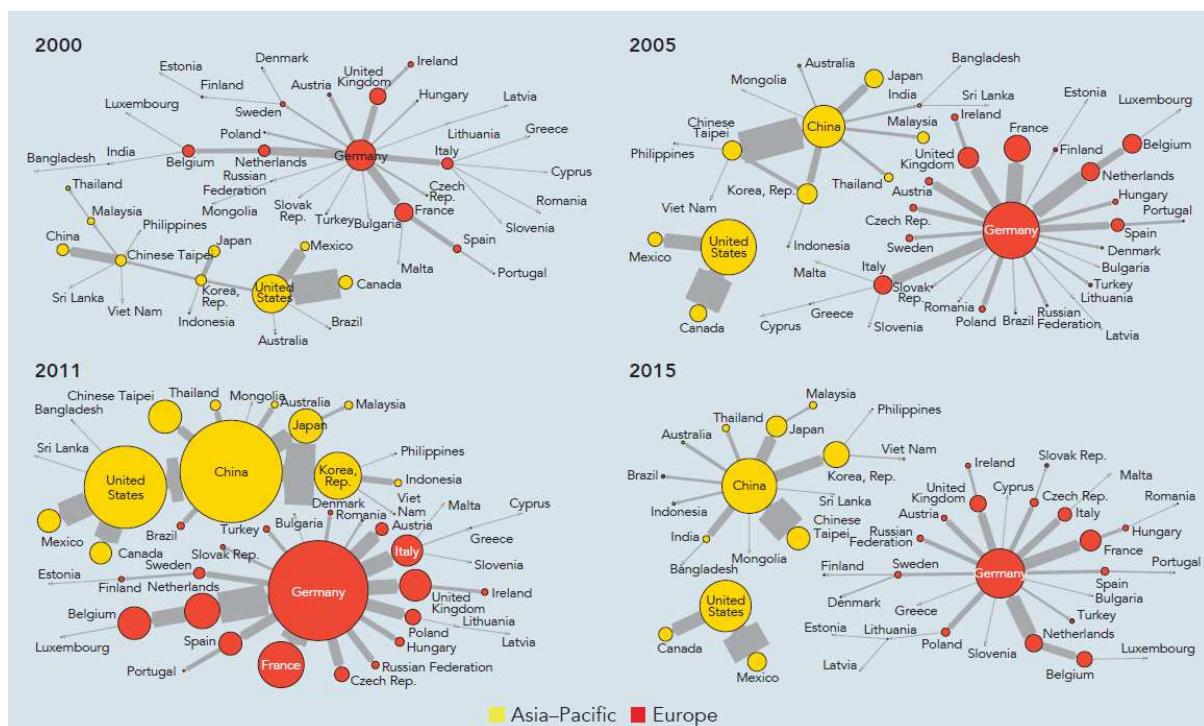 2000
Denmark
Estonia
Finland
Austria
United
Kingdom
Ireland
Hungary
Latvia
Luxembourg
Sweden
Poland
Lithuania
Greece
Bangladesh
India
Belgium
Netherlands
Germany
Italy
Cyprus
Thailand
Russian
Federation
Mongolia
Slovak
Rep.
Turkey
Bulgaria
Czech
Rep.
France
Romania
Slovenia
Malaysia
Philippines
China
Chinese Taipei
Japan
Mexico
Spain
Malta
Portugal
Sri Lanka
Viet Nam
Korea,
Rep.
Indonesia
United
States
Canada
Brazil
Australia
2005
Australia
Mongolia
Japan
Bangladesh
India
Sri Lanka
Estonia
Luxembourg
Chinese
Taipei
China
Malaysia
Ireland
France
Belgium
Philippines
Korea, Rep.
Thailand
United
Kingdom
Finland
Netherlands
Austria
Hungary
Portugal
Viet Nam
Czech Rep.
Spain
United
States
Germany
Mexico
Indonesia
Sweden
Denmark
Bulgaria
Malta
Italy
Slovak
Rep.
Turkey
Lithuania
Canada
Cyprus
Greece
Slovenia
Romania
Poland
Brazil
Russian
Federation
Latvia
2011
Chinese Taipei
Thailand
Mongolia
Australia
Malaysia
Bangladesh
Japan
Sri Lanka
United
States
China
Korea,
Rep.
Philippines
Indonesia
Viet
Nam
Mexico
Canada
Brazil
Turkey
Bulgaria
Denmark
Romania
Austria
Malta
Cyprus
Slovak Rep.
Italy
Greece
Slovenia
Estonia
Sweden
Finland
Netherlands
Germany
United
Kingdom
Ireland
Belgium
Poland
Lithuania
Luxembourg
Spain
Hungary
Latvia
Portugal
France
Czech Rep.
Russian Federation
2015
Malaysia
Thailand
Japan
Philippines
Australia
Korea, Rep.
Viet Nam
China
Brazil
Sri Lanka
Indonesia
Chinese
Taipei
India
Mongolia
Bangladesh
United
States
Canada
Mexico
Ireland
Slovak Rep.
United
Kingdom
Cyprus
Czech Rep.
Malta
Italy
Romania
Austria
Hungary
Russian
Federation
France
Finland
Sweden
Germany
Spain
Portugal
Denmark
Bulgaria
Greece
Turkey
Estonia
Lithuania
Poland
Netherlands
Latvia
Slovenia
Belgium
Luxembourg
Asia–Pacific
Europe